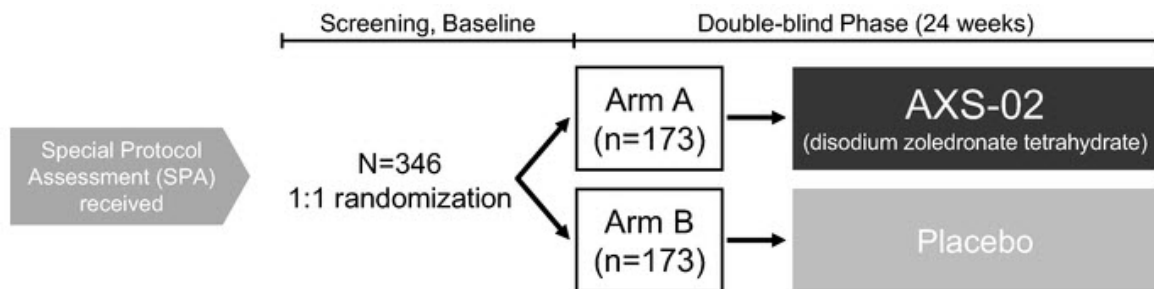 Screening, Baseline
Double-blind Phase (24 weeks)
Special Protocol
Assessment (SPA)
received
N=346
1:1 randomization
Arm A
(n=173)
AXS-02
(disodium zoledronate tetrahydrate)
Arm B
(n=173)
Placebo